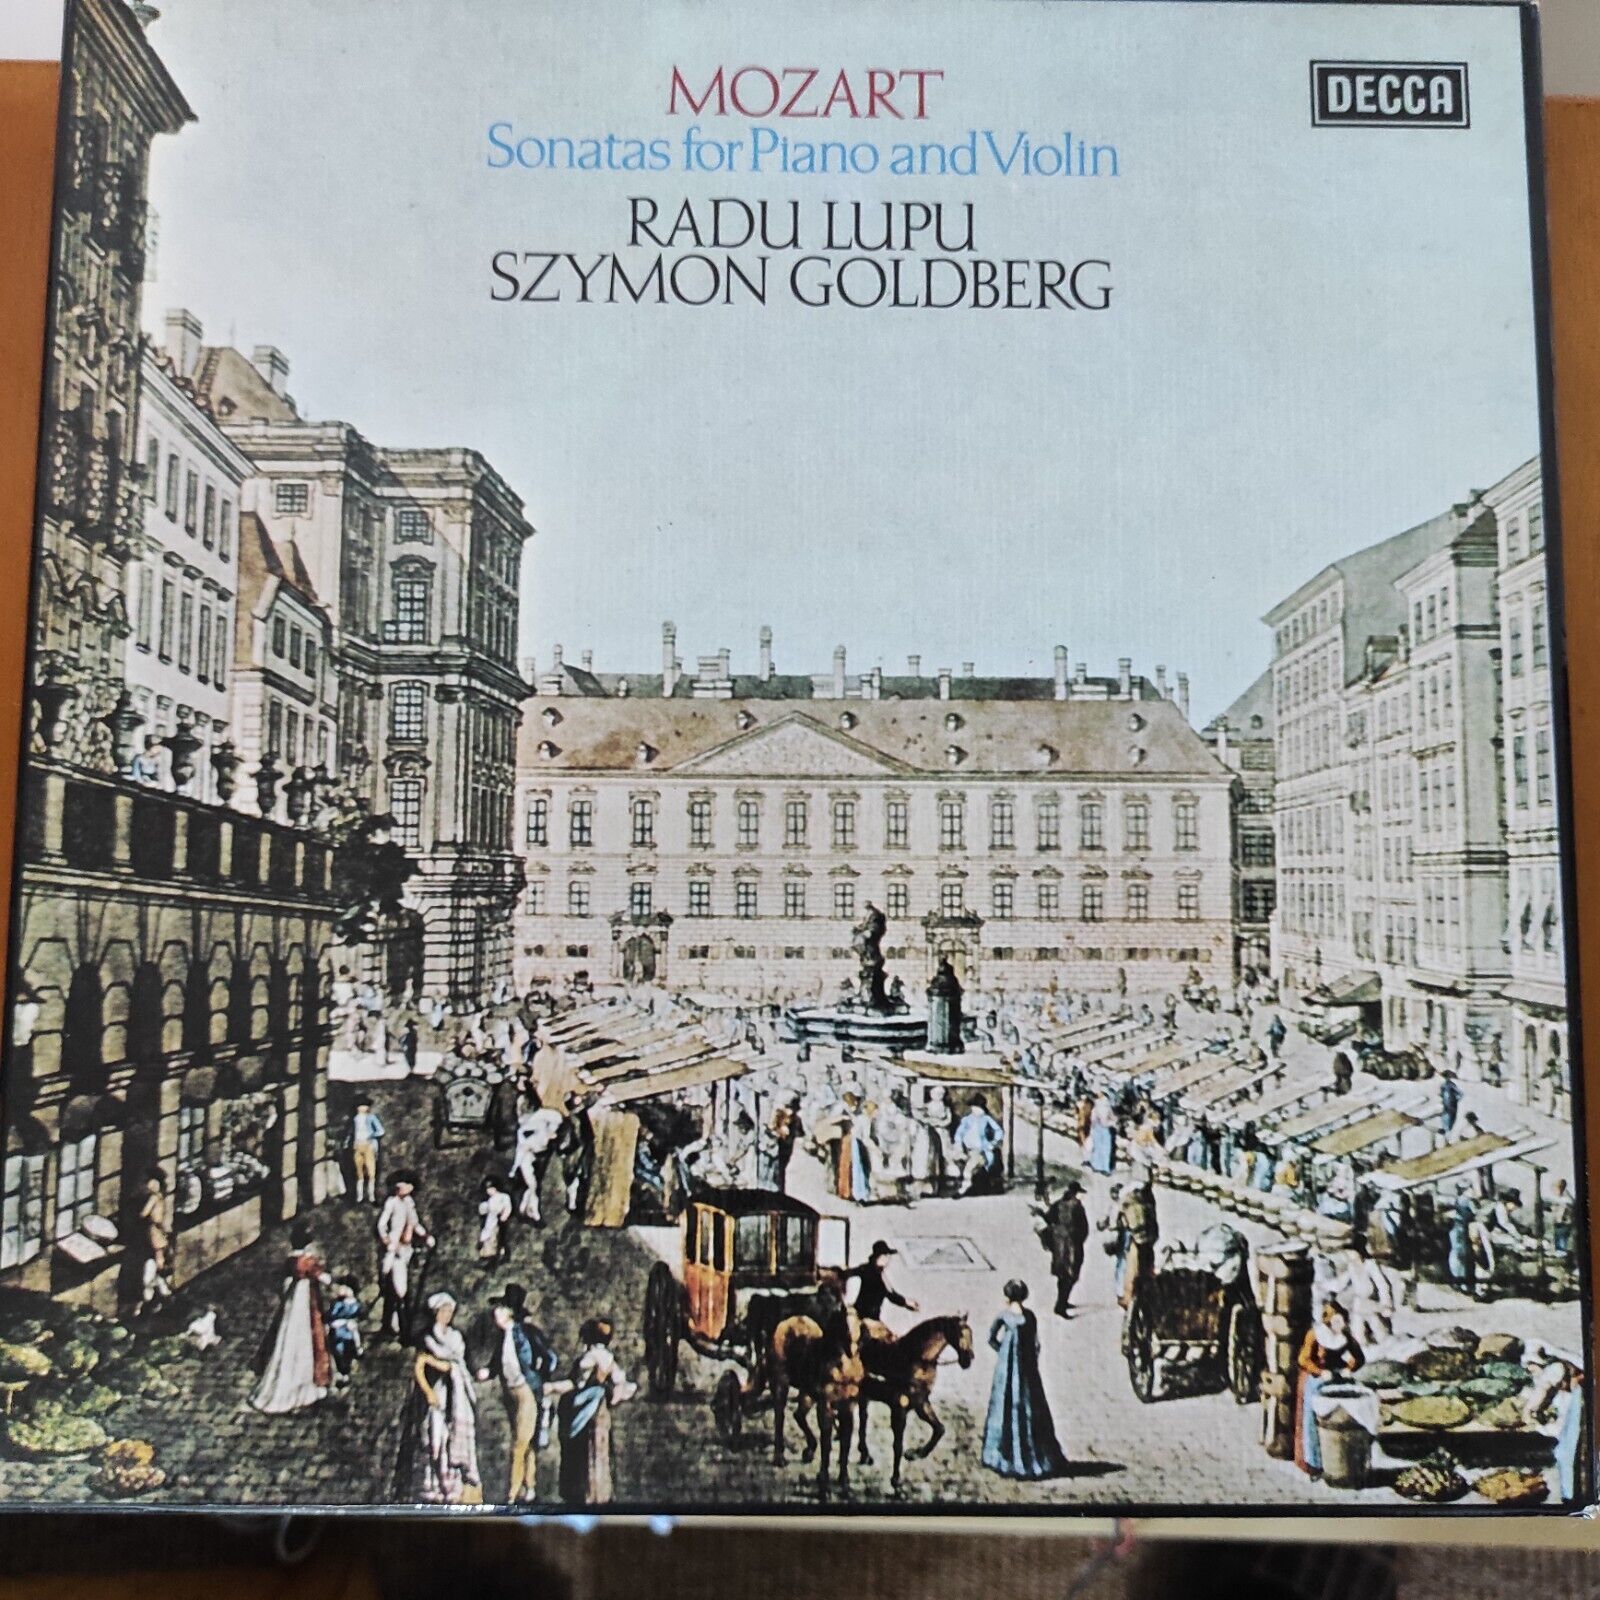 MOZART
DECCA
Sonatas for Piano and Violin
RADU LUPU
SZYMON GOLDBERG